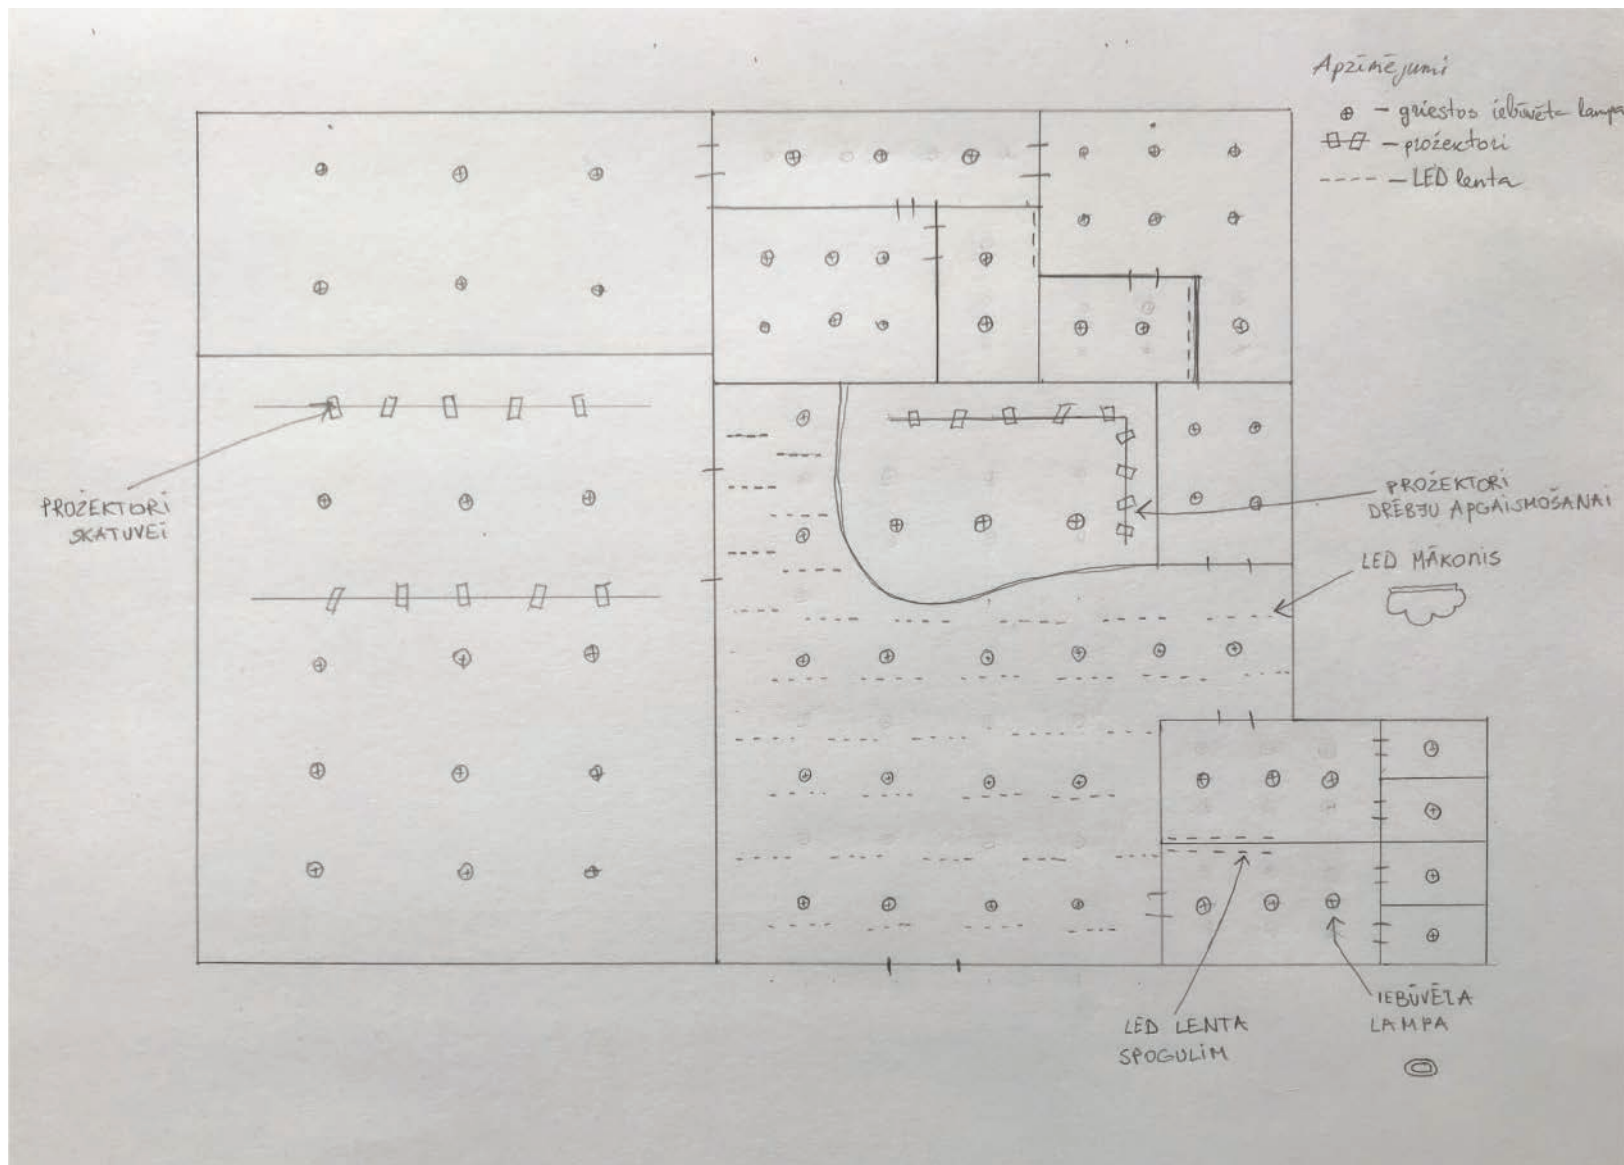 Apzīmējumi
⊕ – griestos iebūvēta lampa
– prožektori
---- – LED lenta
PROŽEKTORI
SKATUVEI
PROŽEKTORI
DRĒBJU APGAISMOŠANAI
LED MĀKONIS
LED LENTA
SPOGULIM
IEBŪVĒTA
LAMPA